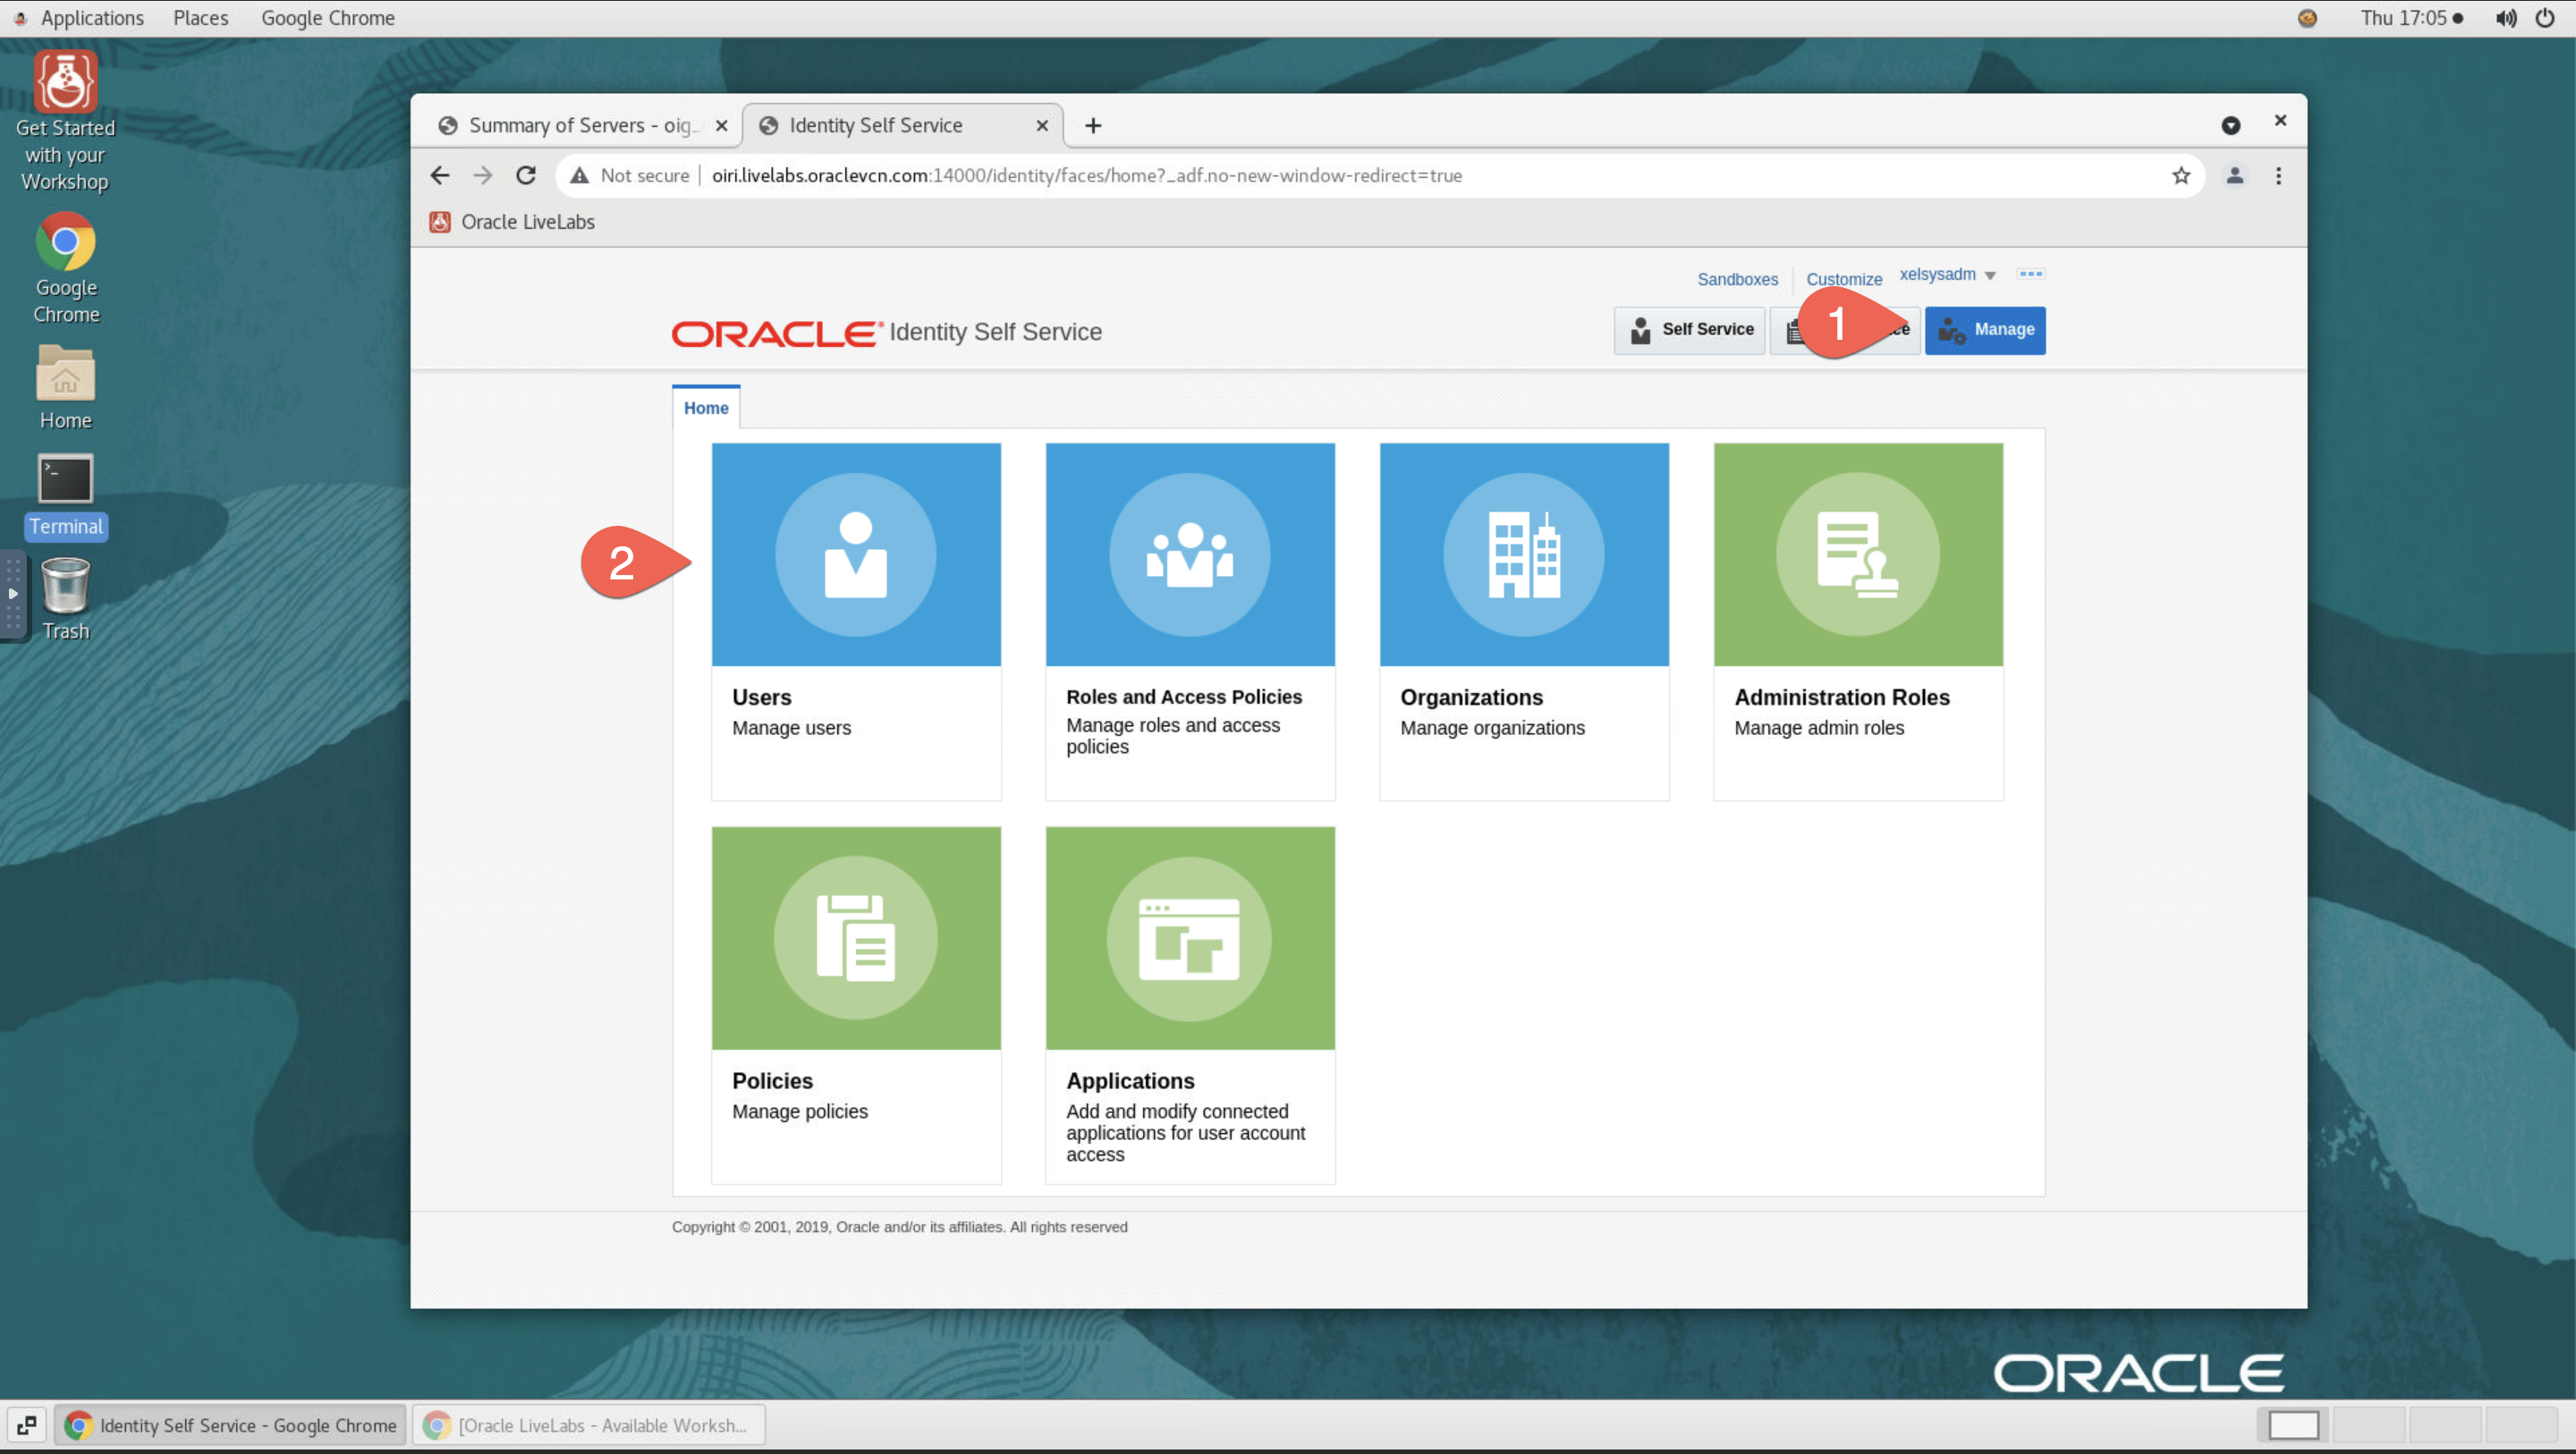 Applications Places Google Chrome Thu 17:05
Get Started
with your
Workshop
Google
Chrome
Home
Terminal
Trash
Summary of Servers - oig_
Identity Self Service
Not secure oiri.livelabs.oraclevcn.com:14000/identity/faces/home?_adf.no-new-window-redirect=true
Oracle LiveLabs
Sandboxes Customize xelsysadm
ORACLE Identity Self Service
Self Service
1
Manage
Home
2
Users
Manage users
Roles and Access Policies
Manage roles and access
policies
Organizations
Manage organizations
Administration Roles
Manage admin roles
Policies
Manage policies
Applications
Add and modify connected
applications for user account
access
Copyright © 2001, 2019, Oracle and/or its affiliates. All rights reserved
ORACLE
Identity Self Service - Google Chrome
[Oracle LiveLabs - Available Worksh...